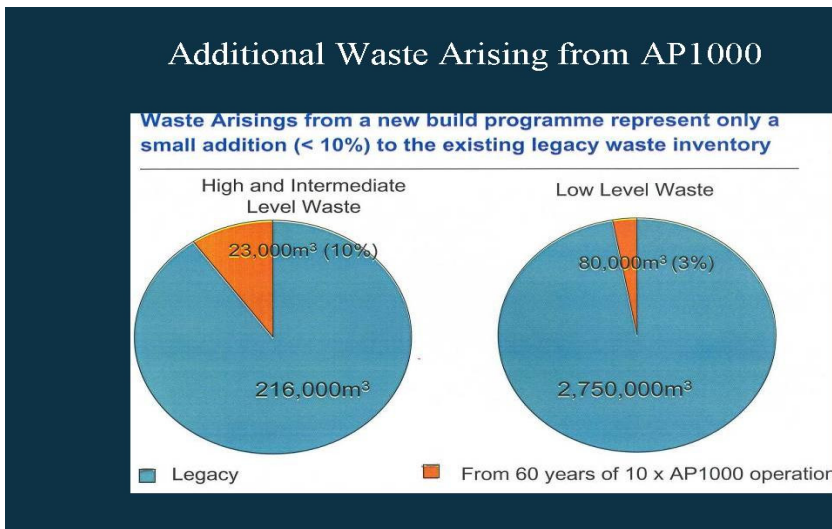 Additional Waste Arising from AP1000
Waste Arisings from a new build programme represent only a
small addition (< 10%) to the existing legacy waste inventory
High and Intermediate
Level Waste
23,000m³ (10%)
216,000m³
Low Level Waste
80,000m³ (3%)
2,750,000m³
Legacy
From 60 years of 10 x AP1000 operation